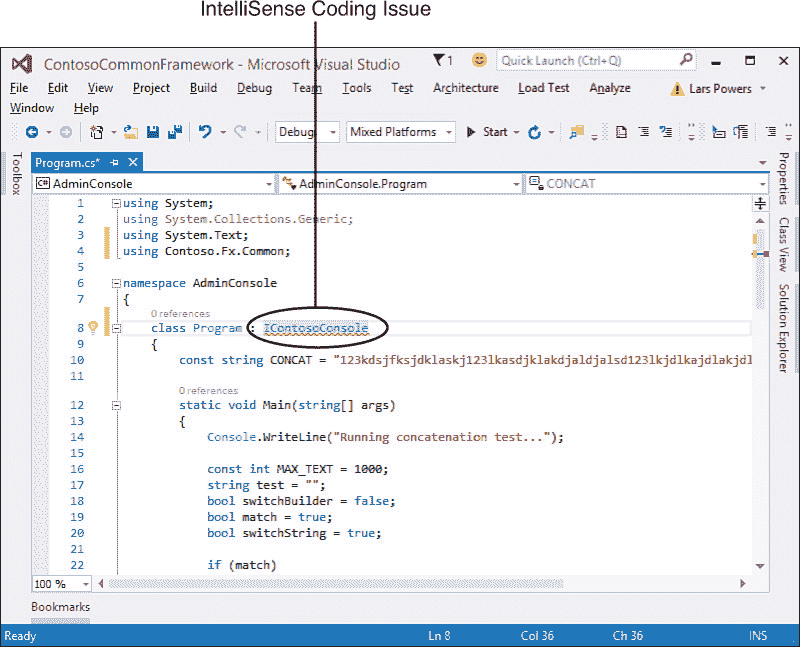 IntelliSense Coding Issue
ContosoCommonFramework - Microsoft Visual Studio
1
Quick Launch (Ctrl+Q)
File Edit View Project Build Debug Team Tools Test Architecture Load Test Analyze
Lars Powers
Window Help
Debug Mixed Platforms Start
Toolbox
Program.cs*
AdminConsole AdminConsole.Program CONCAT
1 using System;
2 using System.Collections.Generic;
3 using System.Text;
4 using Contoso.Fx.Common;
5
6 namespace AdminConsole
7 {
0 references
8 class Program : IContosoConsole
9 {
10 const string CONCAT = "123kdsjfksjdklaskj123lkasdjklakdjaldjalsd123lkjdlkajdlakjdl
11
0 references
12 static void Main(string[] args)
13 {
14 Console.WriteLine("Running concatenation test...");
15
16 const int MAX_TEXT = 1000;
17 string test = "";
18 bool switchBuilder = false;
19 bool match = true;
20 bool switchString = true;
21
22 if (match)
Properties
Class View
Solution Explorer
100 %
Bookmarks
Ready Ln 8 Col 36 Ch 36 INS